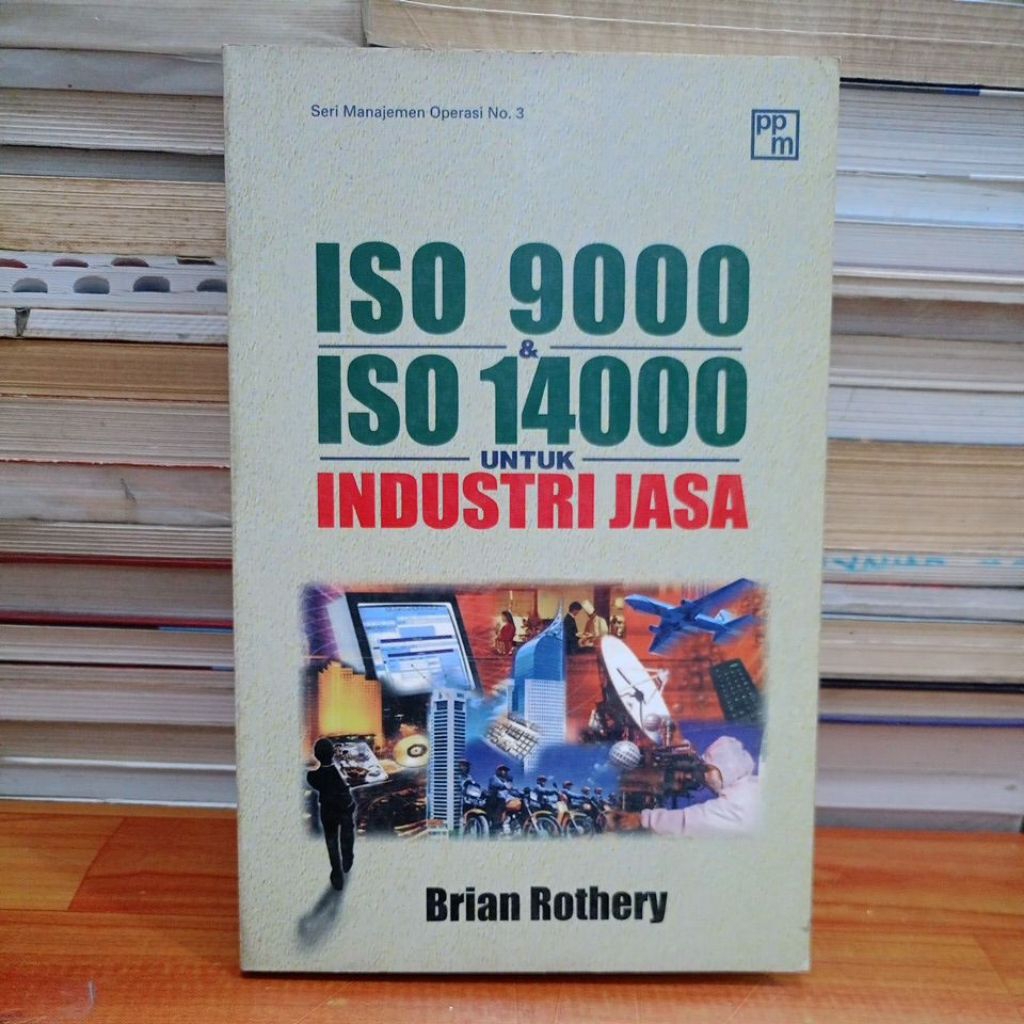 Seri Manajemen Operasi No. 3
ppm
ISO 9000
&
ISO 14000
UNTUK
INDUSTRI JASA
Brian Rothery